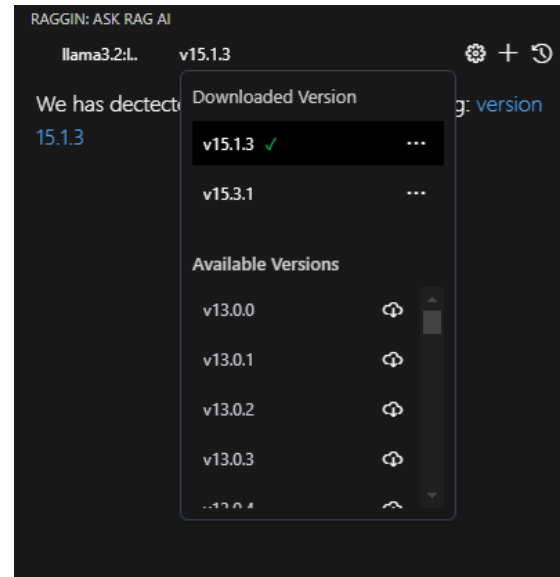 RAGGIN: ASK RAG AI
llama3.2:l.. v15.1.3
We has dectect
g: version
15.1.3
Downloaded Version
v15.1.3 ✓ ...
v15.3.1 ...
Available Versions
v13.0.0
v13.0.1
v13.0.2
v13.0.3